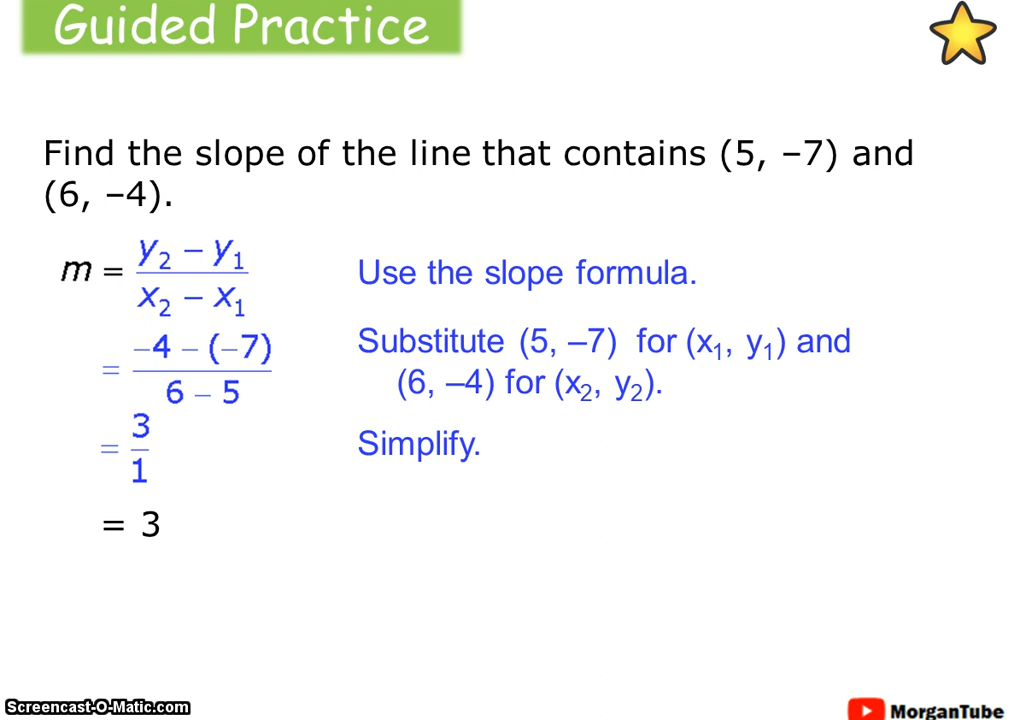 Guided Practice
Find the slope of the line that contains (5, –7) and
(6, –4).
m = y₂ – y₁ / x₂ – x₁ Use the slope formula.
= –4 – (–7) / 6 – 5 Substitute (5, –7) for (x₁, y₁) and
(6, –4) for (x₂, y₂).
= 3 / 1 Simplify.
= 3
Screencast-O-Matic.com
MorganTube